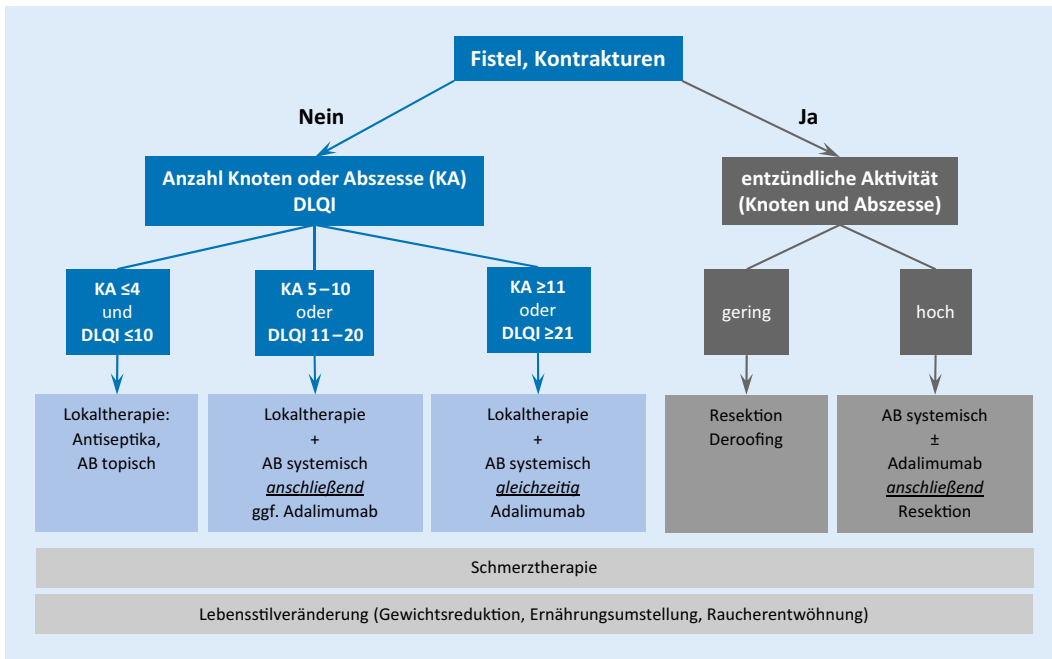 Fistel, Kontrakturen
Nein
Ja
Anzahl Knoten oder Abszesse (KA)
DLQI
entzündliche Aktivität
(Knoten und Abszesse)
KA ≤4
und
DLQI ≤10
KA 5–10
oder
DLQI 11–20
KA ≥11
oder
DLQI ≥21
gering
hoch
Lokaltherapie:
Antiseptika,
AB topisch
Lokaltherapie
+
AB systemisch
anschließend
ggf. Adalimumab
Lokaltherapie
+
AB systemisch
gleichzeitig
Adalimumab
Resektion
Deroofing
AB systemisch
±
Adalimumab
anschließend
Resektion
Schmerztherapie
Lebensstilveränderung (Gewichtsreduktion, Ernährungsumstellung, Raucherentwöhnung)